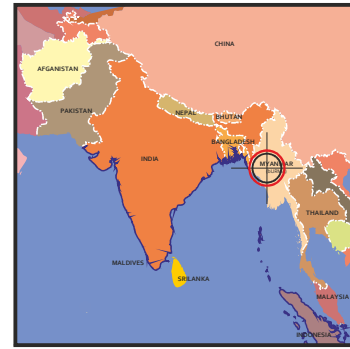 CHINA
AFGANISTAN
PAKISTAN
NEPAL
BHUTAN
BANGLADESH
INDIA
MYANMAR
THAILAND
MALDIVES
SRILANKA
MALAYSIA
INDONESIA